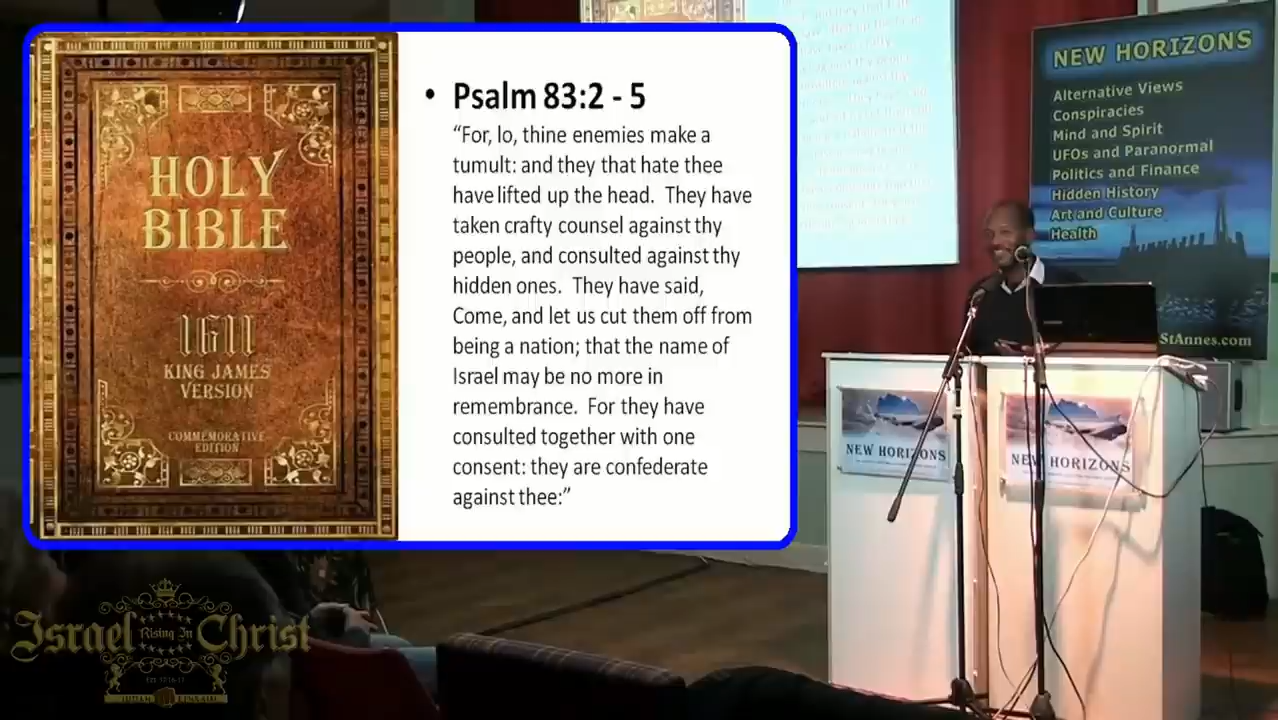 HOLY
BIBLE
1611
KING JAMES
VERSION
COMMEMORATIVE
EDITION
• Psalm 83:2 - 5
“For, lo, thine enemies make a
tumult: and they that hate thee
have lifted up the head.  They have
taken crafty counsel against thy
people, and consulted against thy
hidden ones.  They have said,
Come, and let us cut them off from
being a nation; that the name of
Israel may be no more in
remembrance.  For they have
consulted together with one
consent: they are confederate
against thee:”
NEW HORIZONS
Alternative Views
Conspiracies
Mind and Spirit
UFOs and Paranormal
Politics and Finance
Hidden History
Art and Culture
Health
StAnnes.com
NEW HORIZONS
NEW HORIZONS
Israel Rising In Christ